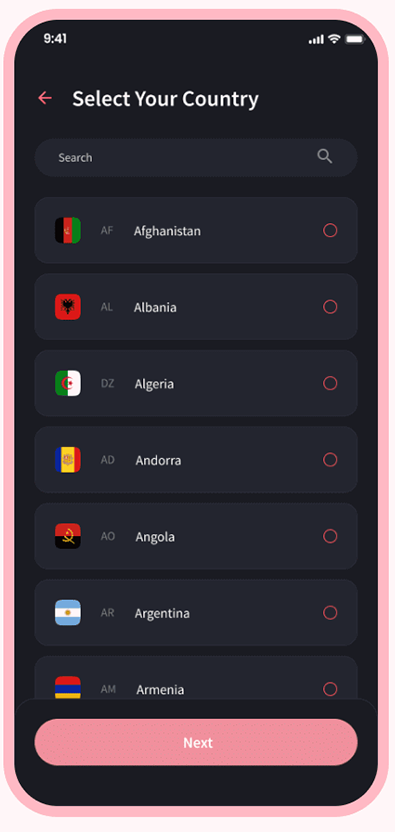 9:41
Select Your Country
Search
AF Afghanistan
AL Albania
DZ Algeria
AD Andorra
AO Angola
AR Argentina
AM Armenia
Next